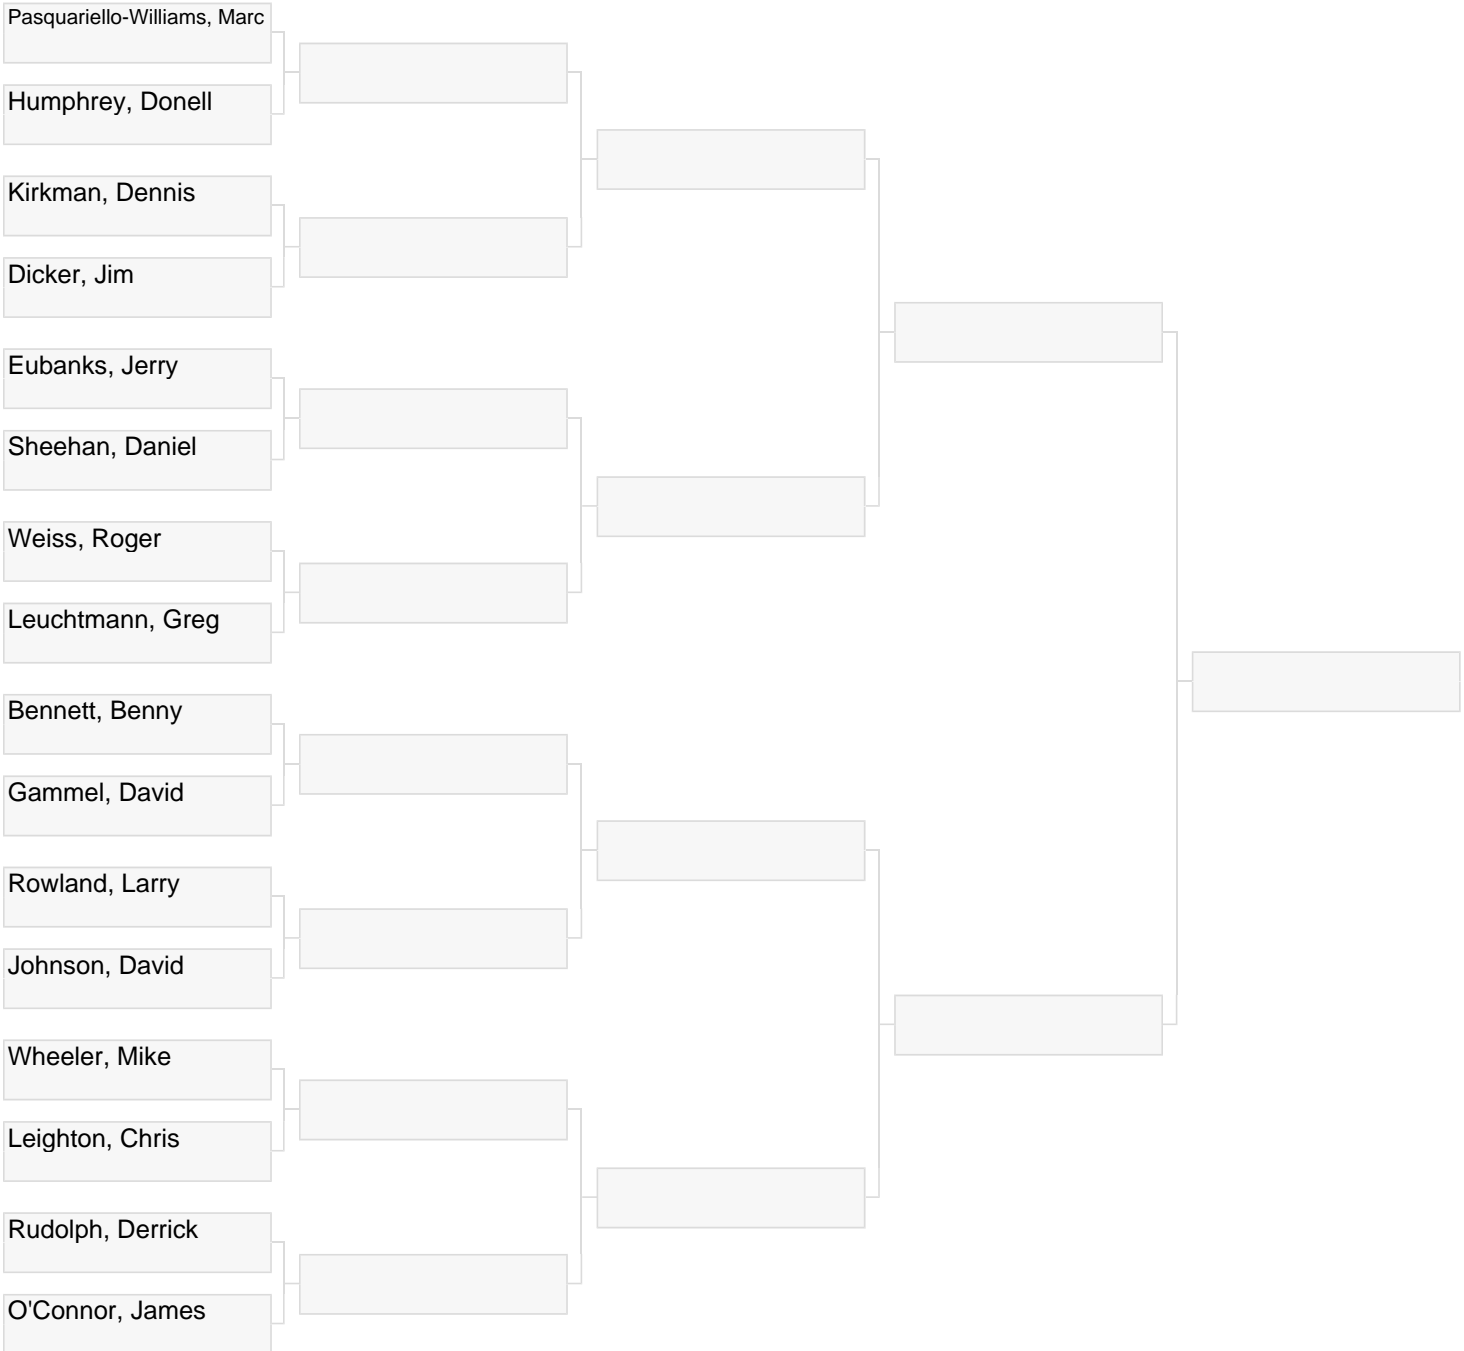 Pasquariello-Williams, Marc
Humphrey, Donell
Kirkman, Dennis
Dicker, Jim
Eubanks, Jerry
Sheehan, Daniel
Weiss, Roger
Leuchtmann, Greg
Bennett, Benny
Gammel, David
Rowland, Larry
Johnson, David
Wheeler, Mike
Leighton, Chris
Rudolph, Derrick
O'Connor, James